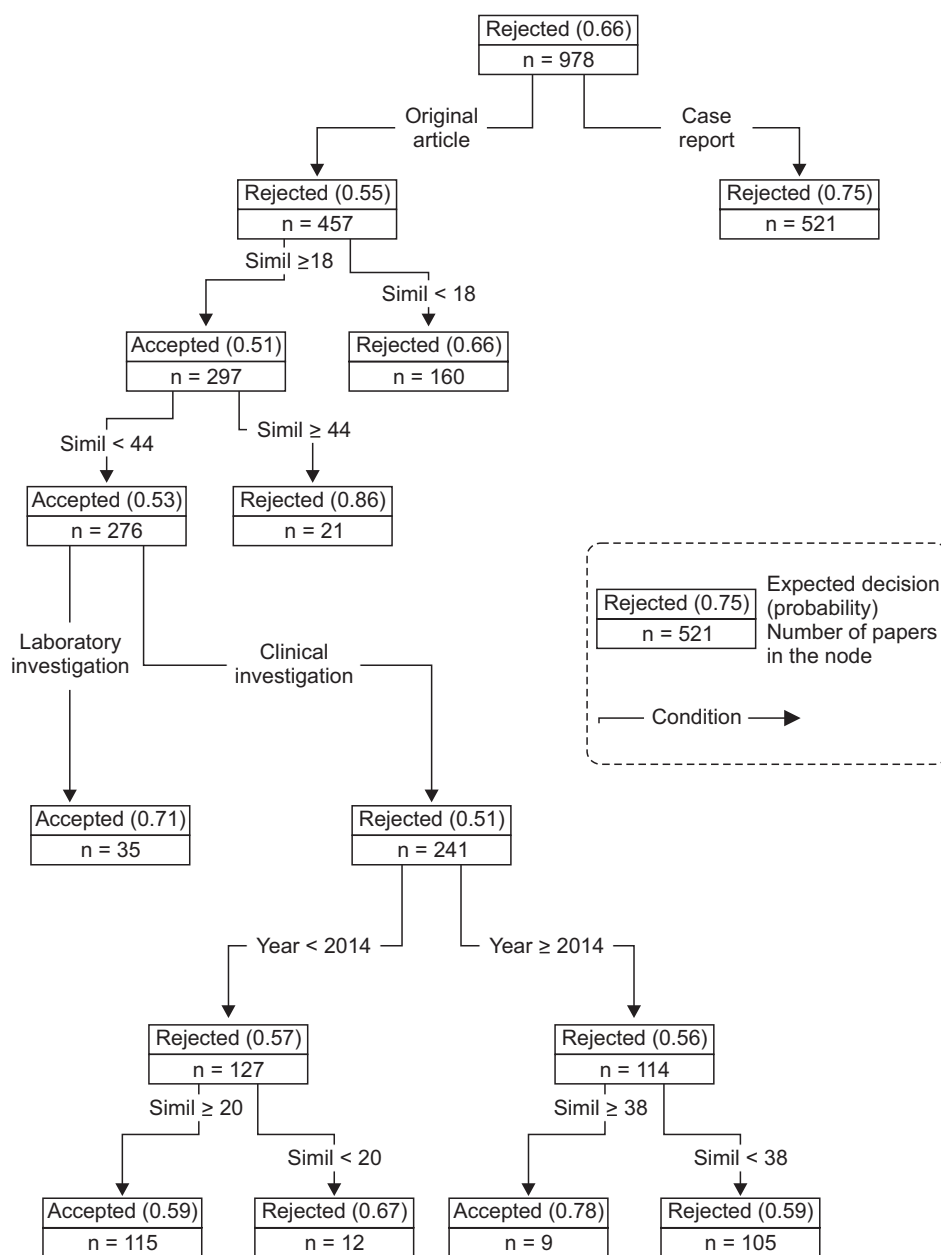 Rejected (0.66)
n = 978
Original
article
Case
report
Rejected (0.55)
n = 457
Rejected (0.75)
n = 521
Simil ≥18
Simil < 18
Accepted (0.51)
n = 297
Rejected (0.66)
n = 160
Simil < 44
Simil ≥ 44
Accepted (0.53)
n = 276
Rejected (0.86)
n = 21
Rejected (0.75)
n = 521
Expected decision
(probability)
Number of papers
in the node
Condition
Laboratory
investigation
Clinical
investigation
Accepted (0.71)
n = 35
Rejected (0.51)
n = 241
Year < 2014
Year ≥ 2014
Rejected (0.57)
n = 127
Rejected (0.56)
n = 114
Simil ≥ 20
Simil < 20
Simil ≥ 38
Simil < 38
Accepted (0.59)
n = 115
Rejected (0.67)
n = 12
Accepted (0.78)
n = 9
Rejected (0.59)
n = 105